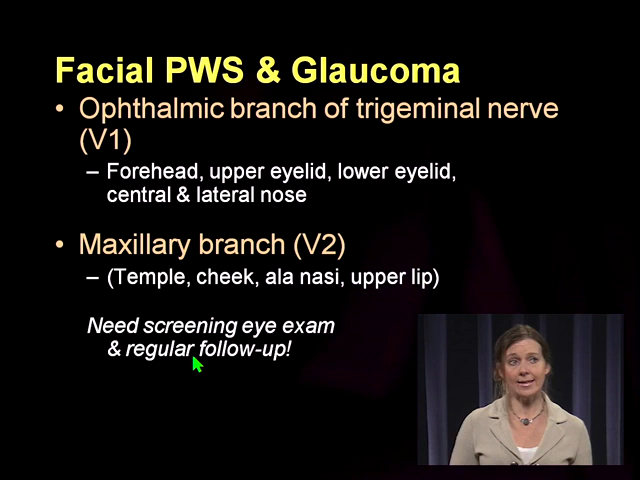 Facial PWS & Glaucoma
• Ophthalmic branch of trigeminal nerve
(V1)
– Forehead, upper eyelid, lower eyelid,
central & lateral nose
• Maxillary branch (V2)
– (Temple, cheek, ala nasi, upper lip)
Need screening eye exam
& regular follow-up!